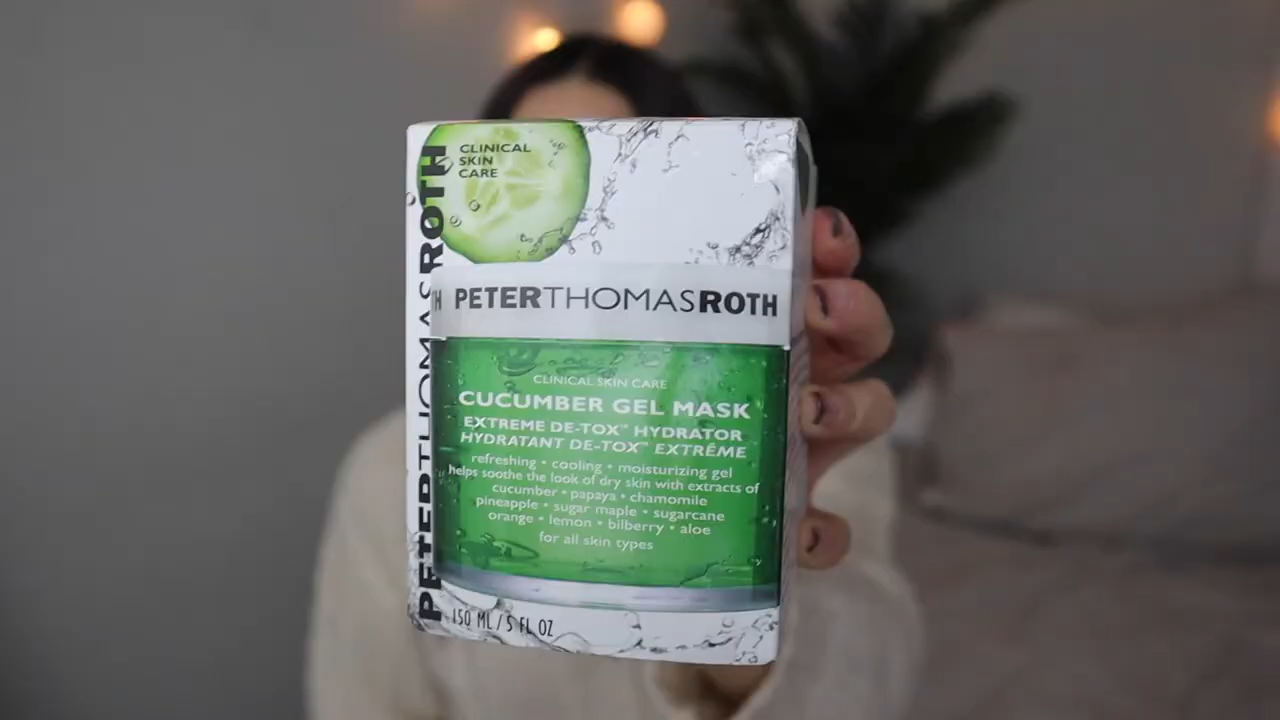 CLINICAL
SKIN
CARE
PETERTHOMASROTH
TH PETERTHOMASROTH
CLINICAL SKIN CARE
CUCUMBER GEL MASK
EXTREME DE-TOX™ HYDRATOR
HYDRATANT DE-TOX™ EXTRÊME
refreshing • cooling • moisturizing gel
helps soothe the look of dry skin with extracts of
cucumber • papaya • chamomile
pineapple • sugar maple • sugarcane
orange • lemon • bilberry • aloe
for all skin types
150 ML / 5 FL OZ